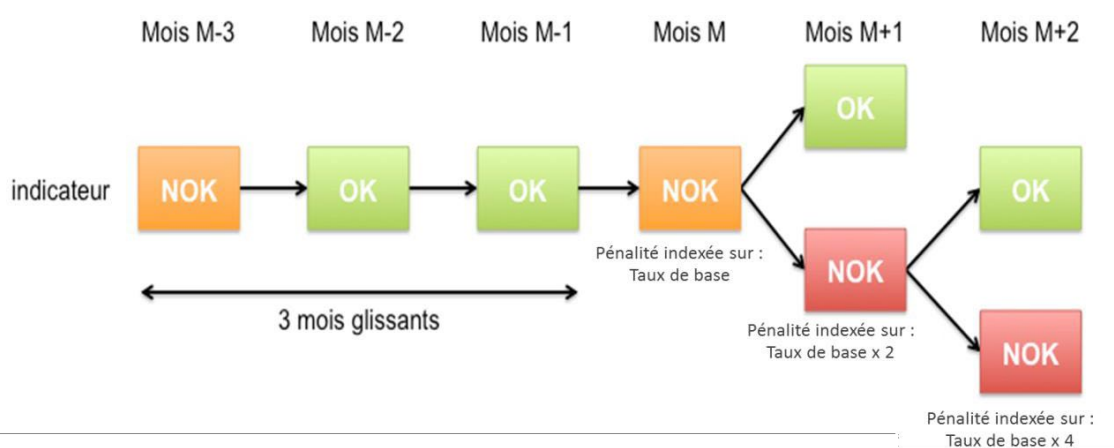 Mois M-3 Mois M-2 Mois M-1 Mois M Mois M+1 Mois M+2
OK
indicateur NOK OK OK NOK OK
Pénalité indexée sur :
Taux de base
NOK
3 mois glissants
Pénalité indexée sur :
Taux de base x 2
NOK
Pénalité indexée sur :
Taux de base x 4